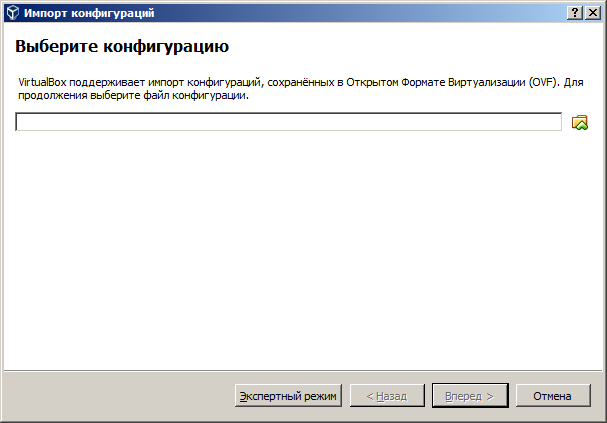 Импорт конфигураций
Выберите конфигурацию
VirtualBox поддерживает импорт конфигураций, сохранённых в Открытом Формате Виртуализации (OVF). Для
продолжения выберите файл конфигурации.
Экспертный режим
< Назад
Вперед >
Отмена